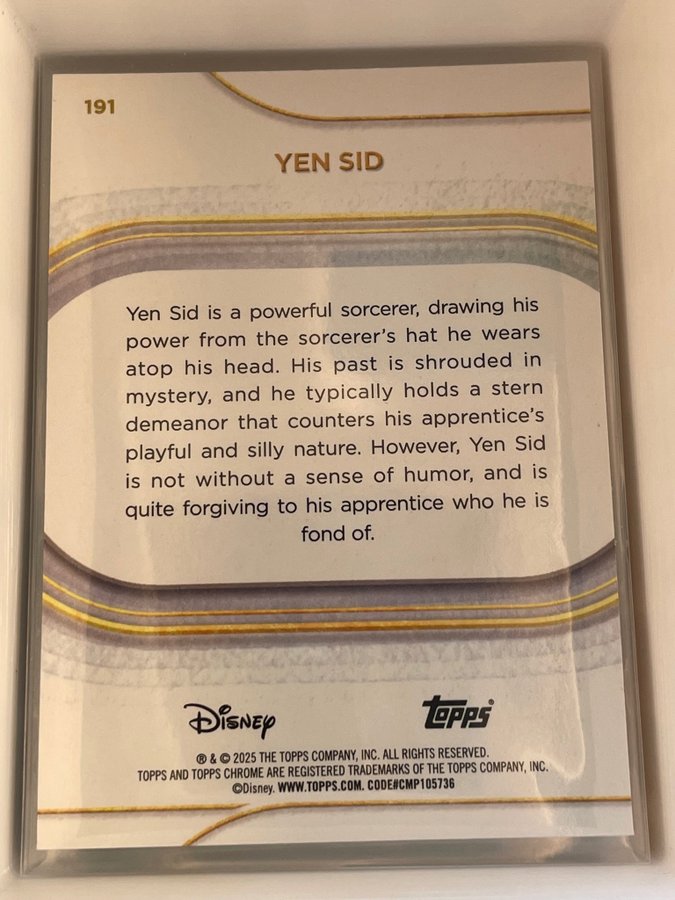 191
YEN SID
Yen Sid is a powerful sorcerer, drawing his
power from the sorcerer's hat he wears
atop his head. His past is shrouded in
mystery, and he typically holds a stern
demeanor that counters his apprentice's
playful and silly nature. However, Yen Sid
is not without a sense of humor, and is
quite forgiving to his apprentice who he is
fond of.
Disney topps®
® & © 2025 THE TOPPS COMPANY, INC. ALL RIGHTS RESERVED.
TOPPS AND TOPPS CHROME ARE REGISTERED TRADEMARKS OF THE TOPPS COMPANY, INC.
©Disney. WWW.TOPPS.COM. CODE#CMP105736